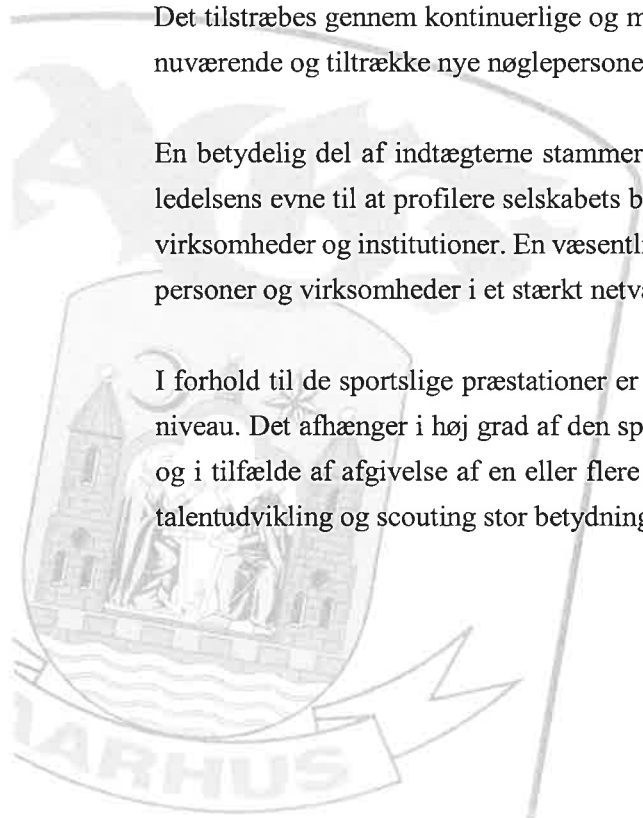 Det tilstræbes gennem kontinuerlige og m
nuværende og tiltrække nye nøglepersone
En betydelig del af indtægterne stammer
ledelsens evne til at profilere selskabets b
virksomheder og institutioner. En væsentli
personer og virksomheder i et stærkt netva
I forhold til de sportslige præstationer er
niveau. Det afhænger i høj grad af den sp
og i tilfælde af afgivelse af en eller flere
talentudvikling og scouting stor betydning
AARHUS